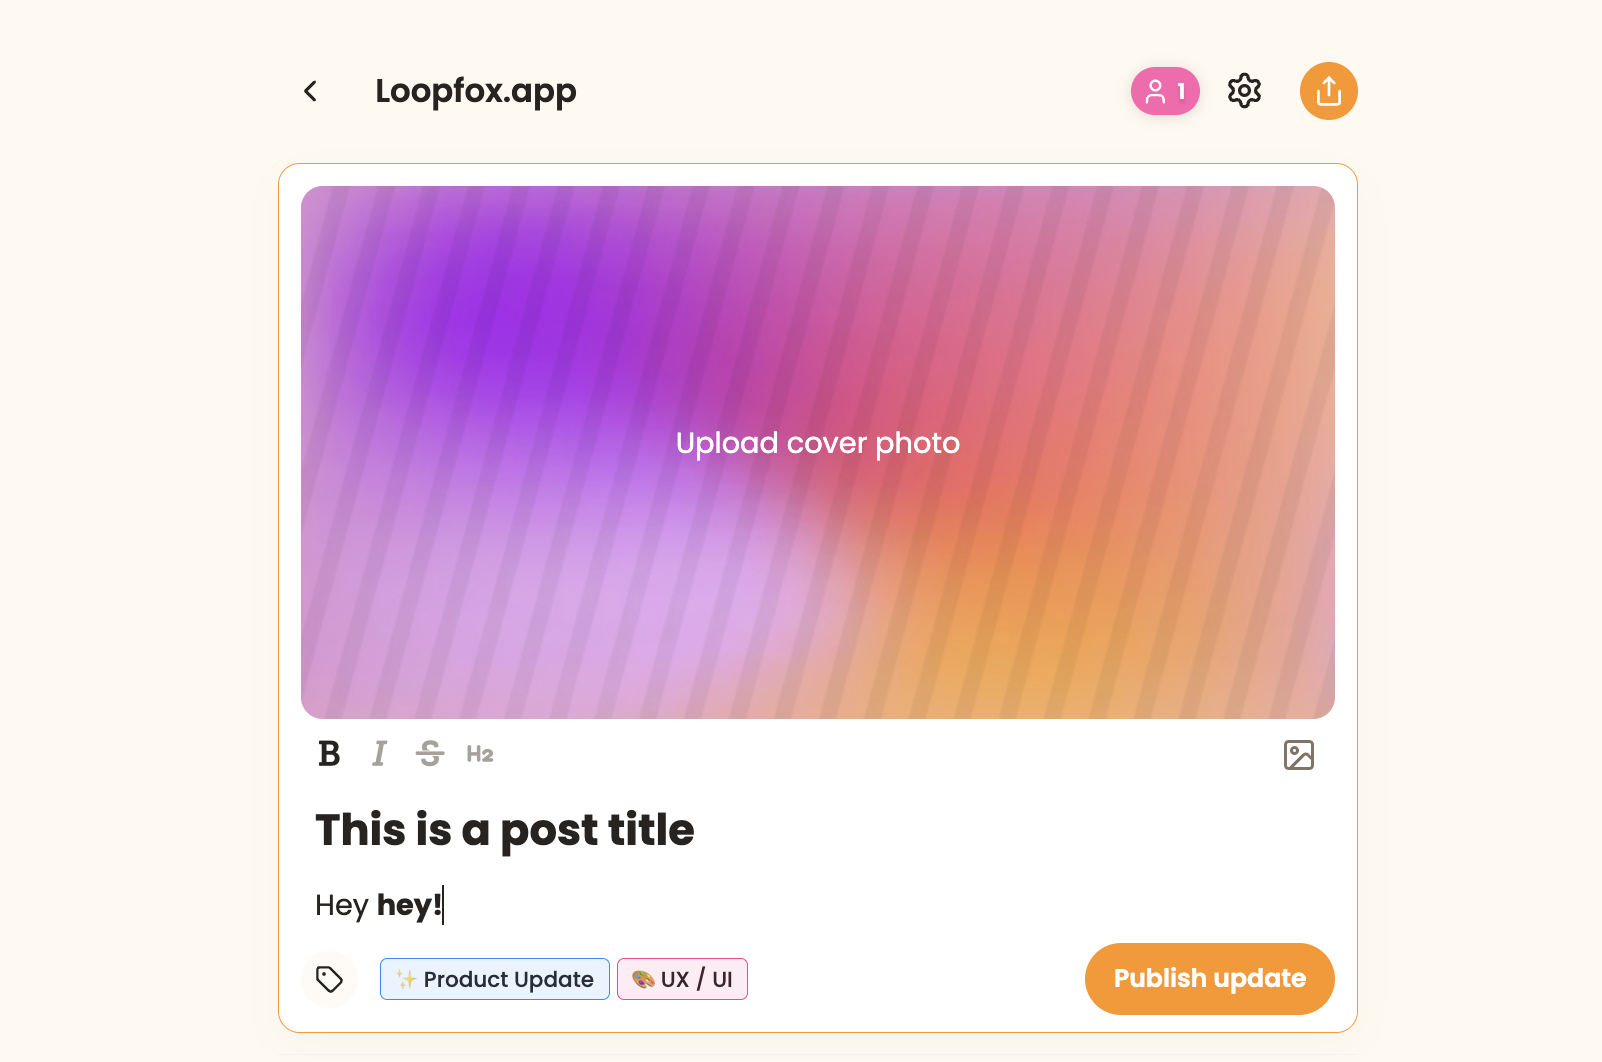 Loopfox.app
1
Upload cover photo
B I S H2
This is a post title
Hey hey!
✨ Product Update
🎨 UX / UI
Publish update